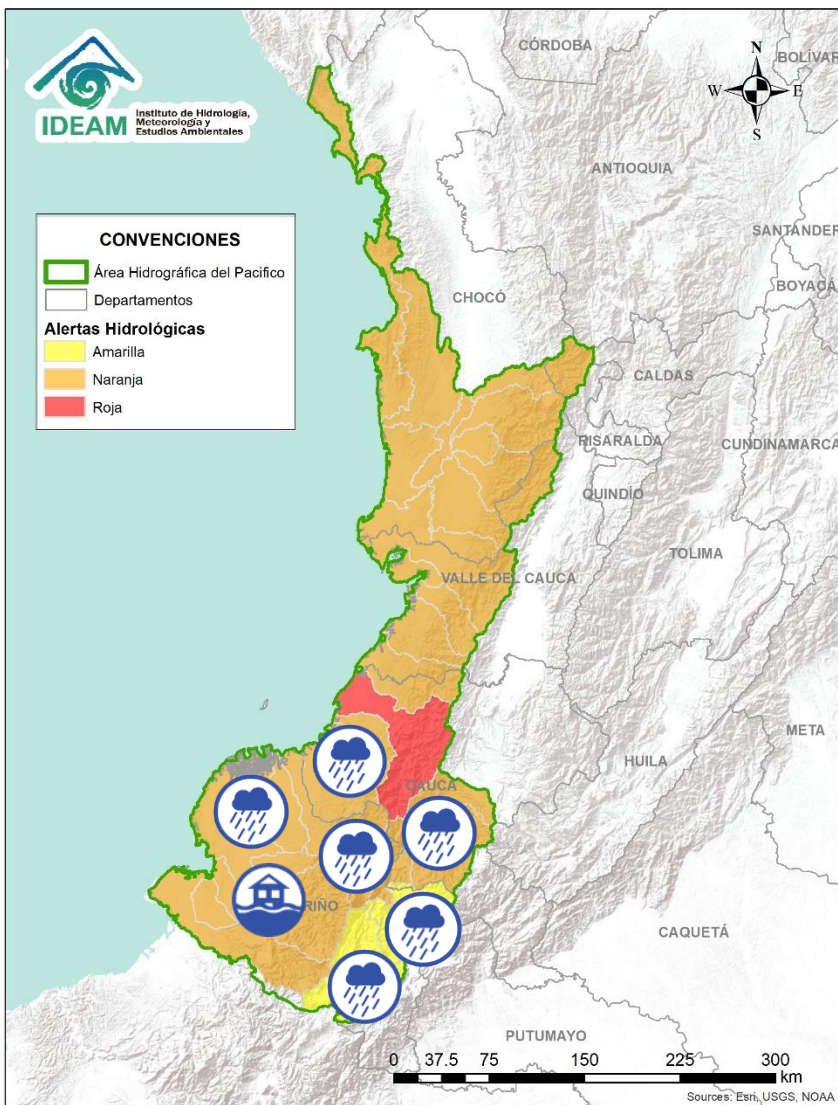 IDEAM
Instituto de Hidrología,
Meteorología y
Estudios Ambientales
N
W
E
S
CONVENCIONES
Área Hidrográfica del Pacifico
Departamentos
Alertas Hidrológicas
Amarilla
Naranja
Roja
CÓRDOBA
BOLÍVAR
ANTIOQUIA
SANTANDER
BOYACÁ
CHOCÓ
CALDAS
RISARALDA
CUNDINAMARCA
QUINDÍO
TOLIMA
VALLE DEL CAUCA
META
HUILA
CAUCA
RIÑO
CAQUETÁ
PUTUMAYO
0 37.5 75 150 225 300
km
Sources: Esri, USGS, NOAA